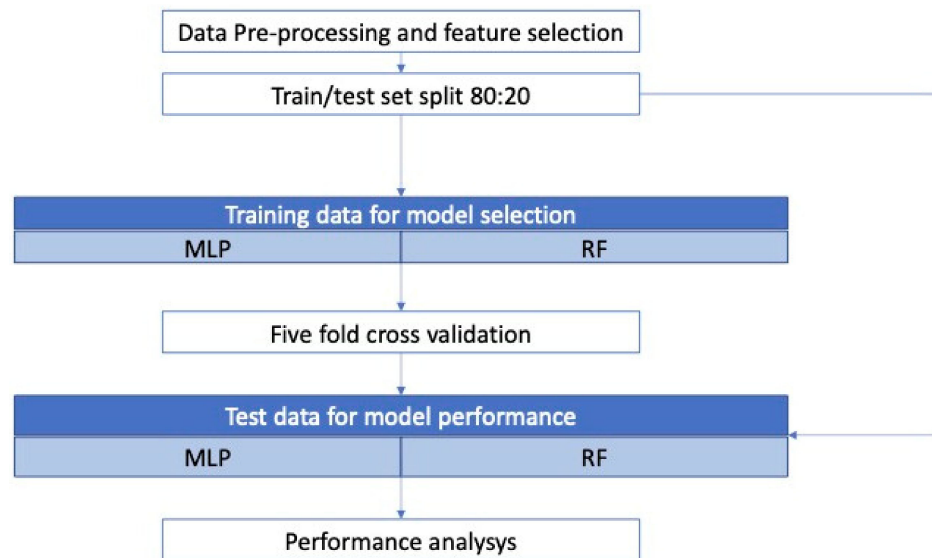 Data Pre-processing and feature selection
Train/test set split 80:20
Training data for model selection
MLP RF
Five fold cross validation
Test data for model performance
MLP RF
Performance analysys